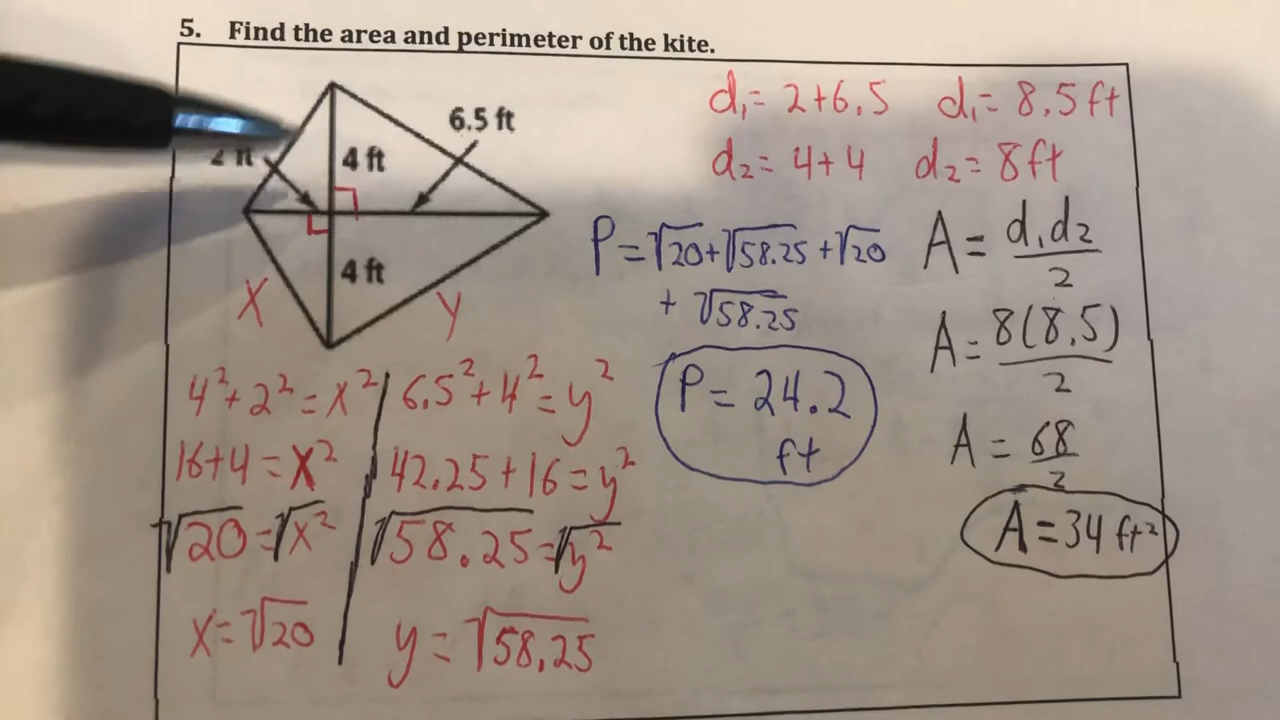 5. Find the area and perimeter of the kite.
2 ft
4 ft
6.5 ft
4 ft
X
Y
d₁= 2+6.5 d₁= 8.5 ft
d₂= 4+4 d₂= 8 ft
P=√20+√58.25+√20
+ √58.25
P= 24.2
ft
A= d₁d₂/2
A= 8(8.5)/2
A= 68/2
A=34 ft²
4²+2²=x²
16+4=x²
√20=√x²
x=√20
6.5²+4²=y²
42.25+16=y²
√58.25=√y²
y=√58.25